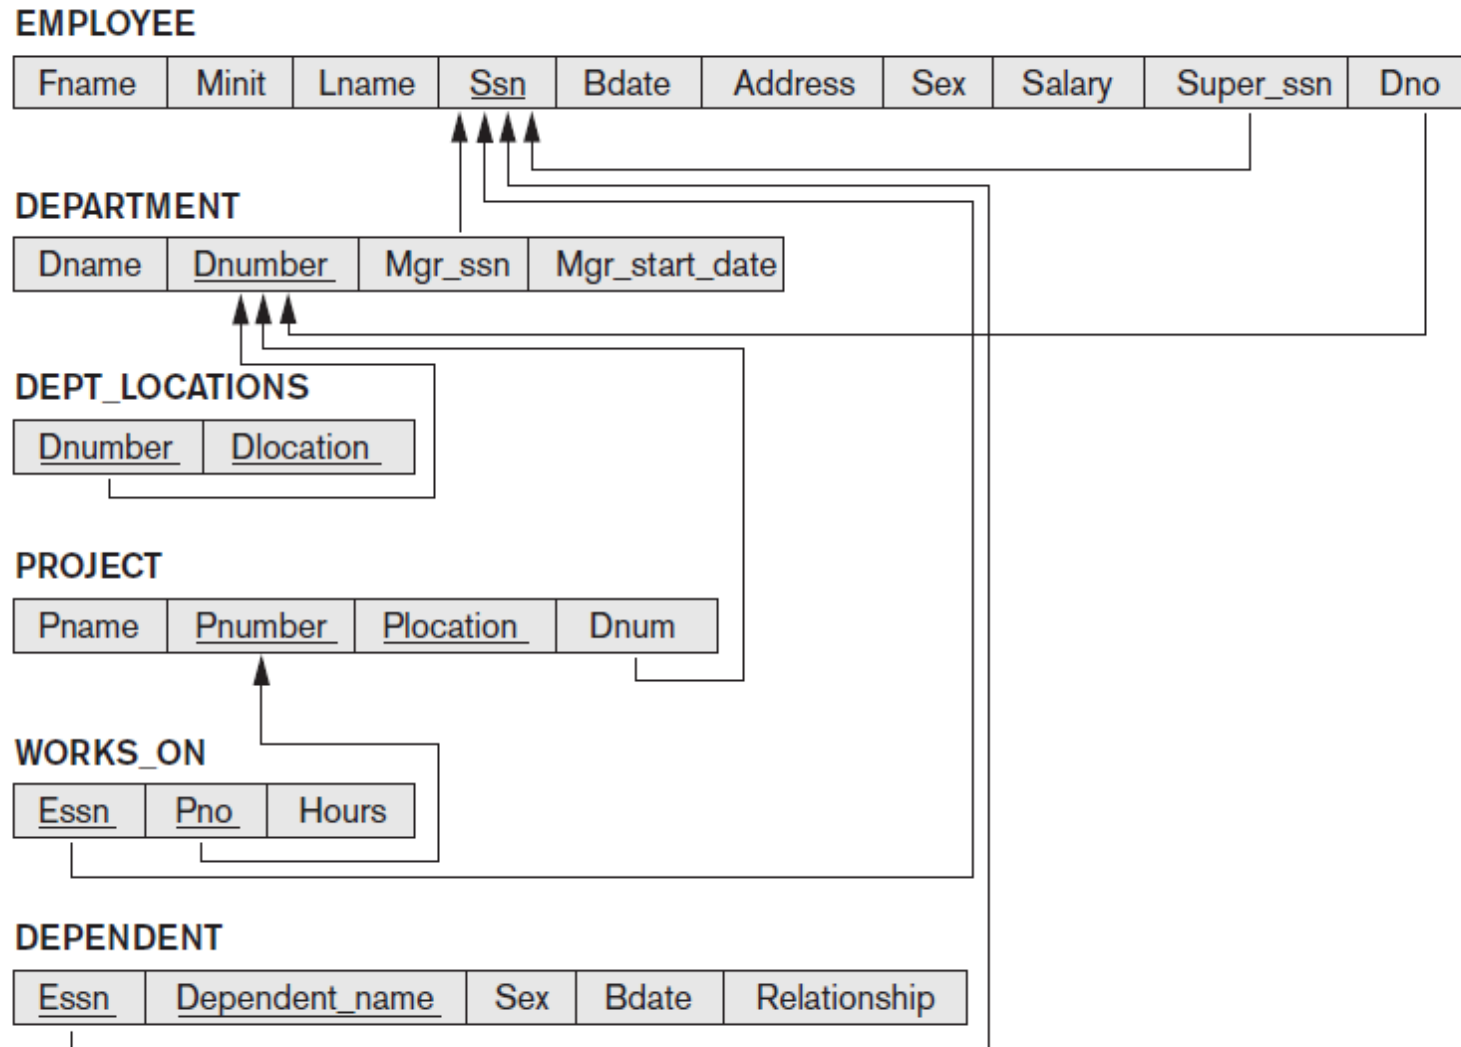 EMPLOYEE
Fname Minit Lname Ssn Bdate Address Sex Salary Super_ssn Dno
DEPARTMENT
Dname Dnumber Mgr_ssn Mgr_start_date
DEPT_LOCATIONS
Dnumber Dlocation
PROJECT
Pname Pnumber Plocation Dnum
WORKS_ON
Essn Pno Hours
DEPENDENT
Essn Dependent_name Sex Bdate Relationship